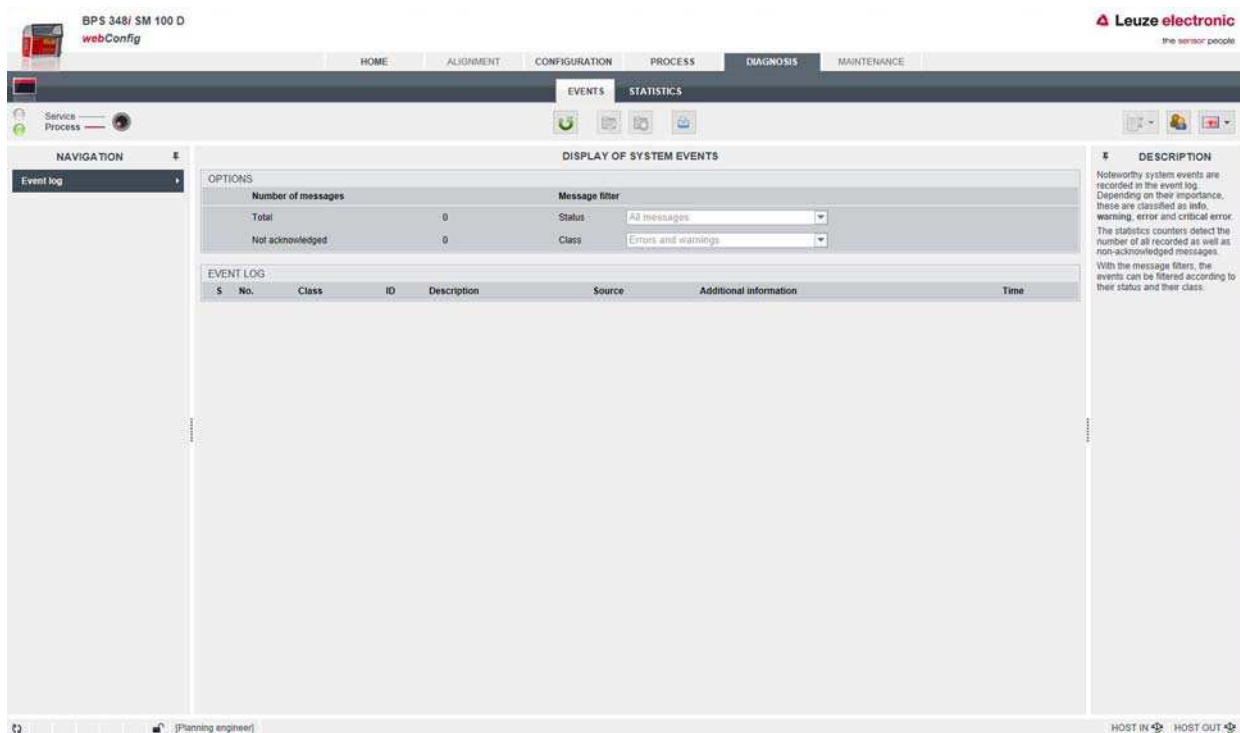 BPS 348i SM 100 D
webConfig
Leuze electronic
the sensor people
HOME ALIGNMENT CONFIGURATION PROCESS DIAGNOSIS MAINTENANCE
EVENTS STATISTICS
Service
Process
NAVIGATION
Event log
DISPLAY OF SYSTEM EVENTS
OPTIONS
Number of messages Message filter
Total 0 Status All messages
Not acknowledged 0 Class Errors and warnings
EVENT LOG
S No. Class ID Description Source Additional information Time
DESCRIPTION
Noteworthy system events are
recorded in the event log.
Depending on their importance,
these are classified as info,
warning, error and critical error.
The statistics counters detect the
number of all recorded as well as
non-acknowledged messages.
With the message filters, the
events can be filtered according to
their status and their class.
[Planning engineer]
HOST IN HOST OUT